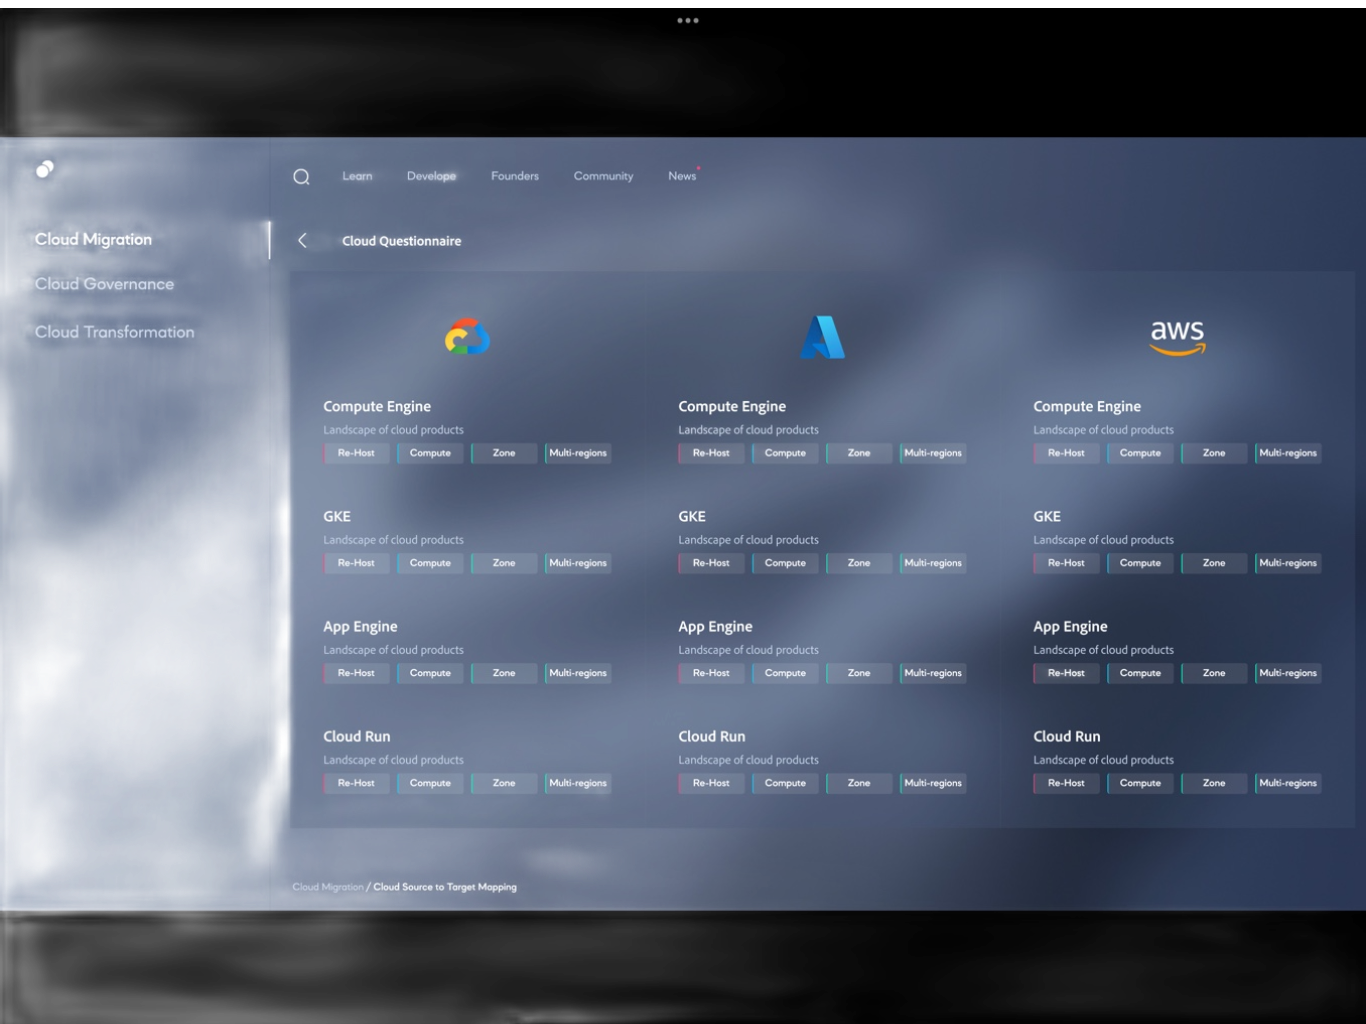 Learn Develope Founders Community News
Cloud Migration
Cloud Governance
Cloud Transformation
Cloud Questionnaire
aws
Compute Engine Compute Engine Compute Engine
Landscape of cloud products Landscape of cloud products Landscape of cloud products
Re-Host Compute Zone Multi-regions Re-Host Compute Zone Multi-regions Re-Host Compute Zone Multi-regions
GKE GKE GKE
Landscape of cloud products Landscape of cloud products Landscape of cloud products
Re-Host Compute Zone Multi-regions Re-Host Compute Zone Multi-regions Re-Host Compute Zone Multi-regions
App Engine App Engine App Engine
Landscape of cloud products Landscape of cloud products Landscape of cloud products
Re-Host Compute Zone Multi-regions Re-Host Compute Zone Multi-regions Re-Host Compute Zone Multi-regions
Cloud Run Cloud Run Cloud Run
Landscape of cloud products Landscape of cloud products Landscape of cloud products
Re-Host Compute Zone Multi-regions Re-Host Compute Zone Multi-regions Re-Host Compute Zone Multi-regions
Cloud Migration / Cloud Source to Target Mapping